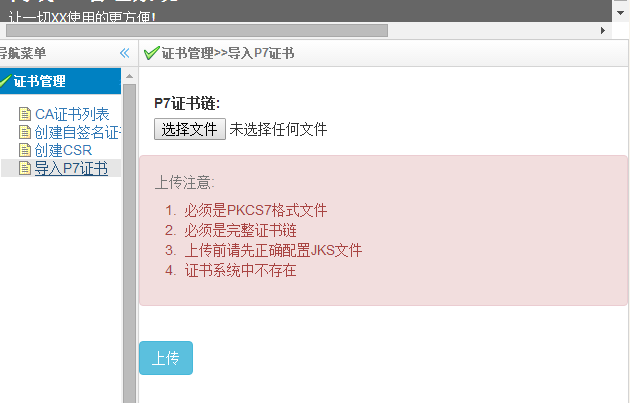 让一切XX使用的更方便!
导航菜单
证书管理>>导入P7证书
证书管理
CA证书列表
创建自签名证书
创建CSR
导入P7证书
P7证书链:
选择文件 未选择任何文件
上传注意:
1. 必须是PKCS7格式文件
2. 必须是完整证书链
3. 上传前请先正确配置JKS文件
4. 证书系统中不存在
上传